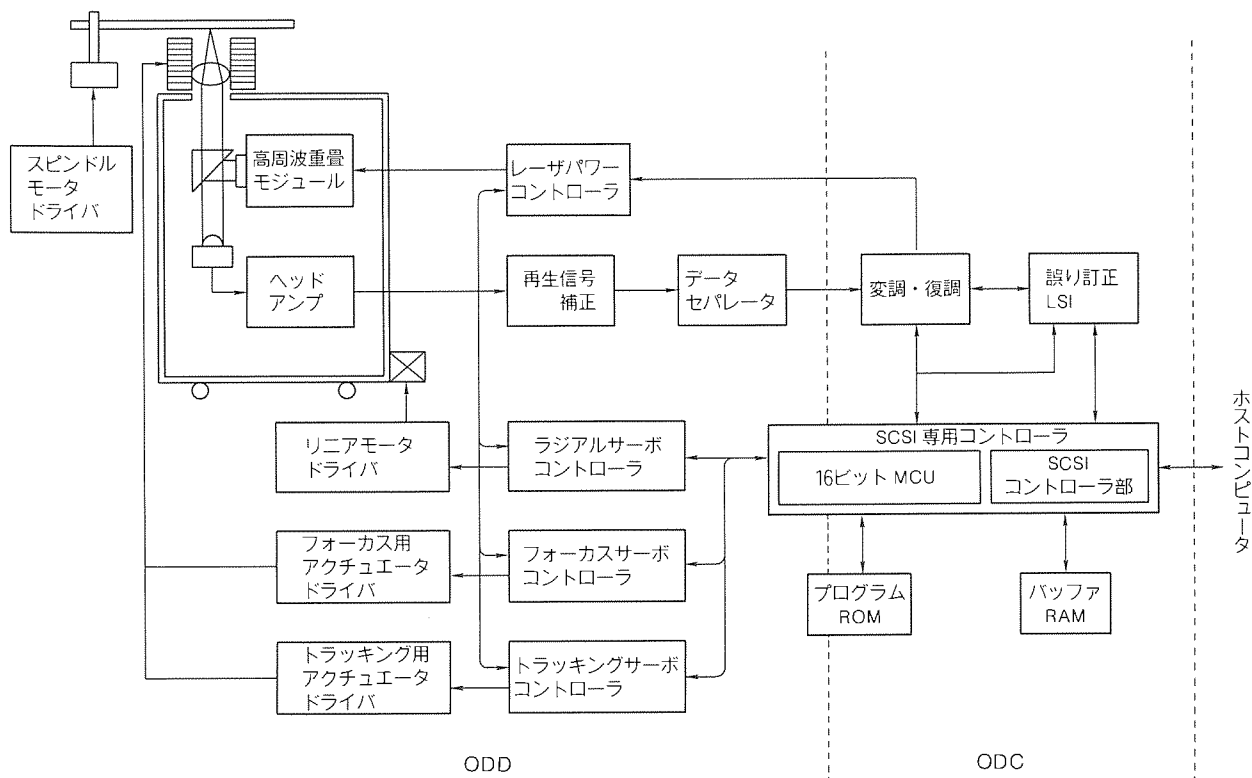 スピンドル
モータ
ドライバ
高周波重畳
モジュール
ヘッド
アンプ
レーザパワー
コントローラ
再生信号
補正
データ
セパレータ
変調・復調
誤り訂正
LSI
リニアモータ
ドライバ
ラジアルサーボ
コントローラ
SCSI 専用コントローラ
16ビット MCU
SCSI
コントローラ部
ホストコンピュータ
フォーカス用
アクチュエータ
ドライバ
フォーカスサーボ
コントローラ
プログラム
ROM
バッファ
RAM
トラッキング用
アクチュエータ
ドライバ
トラッキングサーボ
コントローラ
ODD
ODC